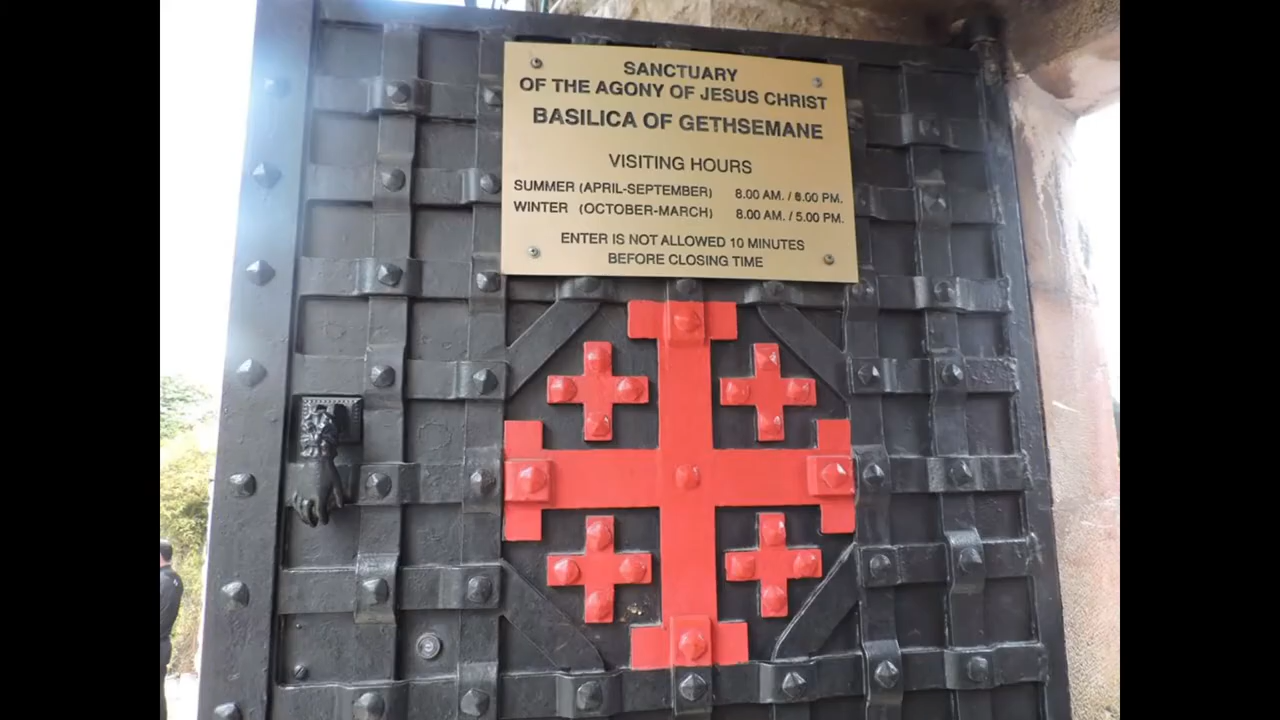 SANCTUARY
OF THE AGONY OF JESUS CHRIST
BASILICA OF GETHSEMANE
VISITING HOURS
SUMMER (APRIL-SEPTEMBER) 8.00 AM. / 6.00 PM.
WINTER (OCTOBER-MARCH) 8.00 AM. / 5.00 PM.
ENTER IS NOT ALLOWED 10 MINUTES
BEFORE CLOSING TIME